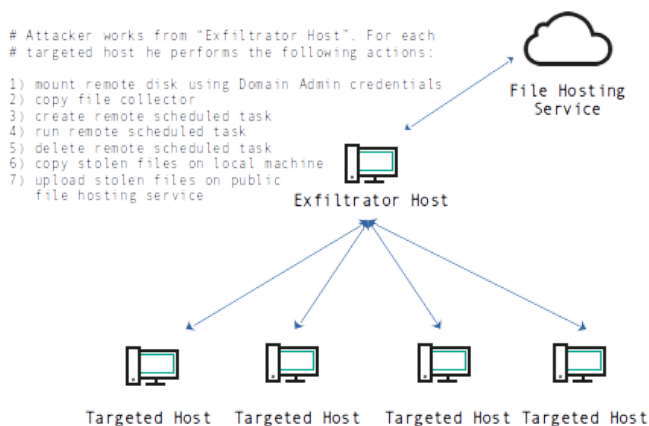 # Attacker works from "Exfiltrator Host". For each
# targeted host he performs the following actions:
1) mount remote disk using Domain Admin credentials
2) copy file collector
3) create remote scheduled task
4) run remote scheduled task
5) delete remote scheduled task
6) copy stolen files on local machine
7) upload stolen files on public
file hosting service
File Hosting
Service
Exfiltrator Host
Targeted Host
Targeted Host
Targeted Host
Targeted Host